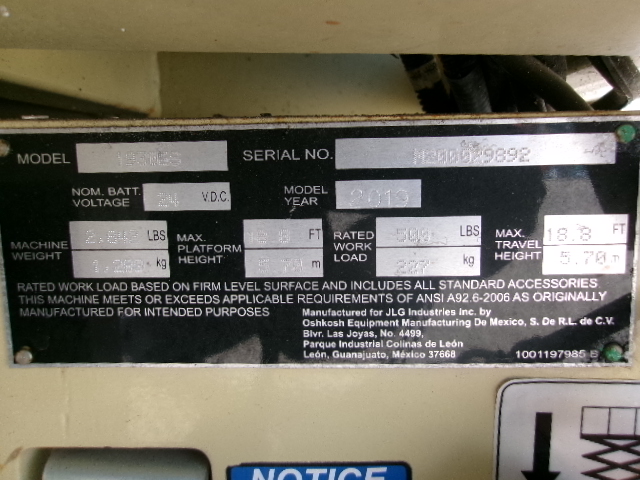 MODEL
SERIAL NO.
NOM. BATT. VOLTAGE 24 V.D.C. MODEL YEAR 2019
MACHINE WEIGHT LBS kg
MAX. PLATFORM HEIGHT FT m
RATED WORK LOAD 500 LBS 227 kg
MAX. TRAVEL HEIGHT 18.8 FT 5.70 m
RATED WORK LOAD BASED ON FIRM LEVEL SURFACE AND INCLUDES ALL STANDARD ACCESSORIES
THIS MACHINE MEETS OR EXCEEDS APPLICABLE REQUIREMENTS OF ANSI A92.6-2006 AS ORIGINALLY
MANUFACTURED FOR INTENDED PURPOSES
Manufactured for JLG Industries Inc. by
Oshkosh Equipment Manufacturing De Mexico, S. De R.L. de C.V.
Blvr. Las Joyas, No. 4499,
Parque Industrial Colinas de León
León, Guanajuato, México 37668
1001197985 B
NOTICE